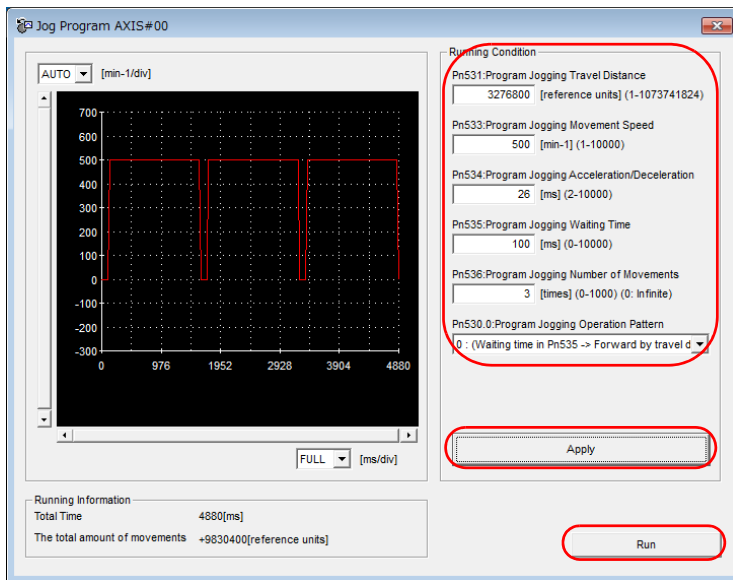 Jog Program AXIS#00
AUTO [min-1/div]
700
600
500
400
300
200
100
0
-100
-200
-300
0 976 1952 2928 3904 4880
FULL [ms/div]
Running Condition
Pn531:Program Jogging Travel Distance
3276800 [reference units] (1-1073741824)
Pn533:Program Jogging Movement Speed
500 [min-1] (1-10000)
Pn534:Program Jogging Acceleration/Deceleration
26 [ms] (2-10000)
Pn535:Program Jogging Waiting Time
100 [ms] (0-10000)
Pn536:Program Jogging Number of Movements
3 [times] (0-1000) (0: Infinite)
Pn530.0:Program Jogging Operation Pattern
0 : (Waiting time in Pn535 -> Forward by travel d
Apply
Running Information
Total Time 4880[ms]
The total amount of movements +9830400[reference units]
Run